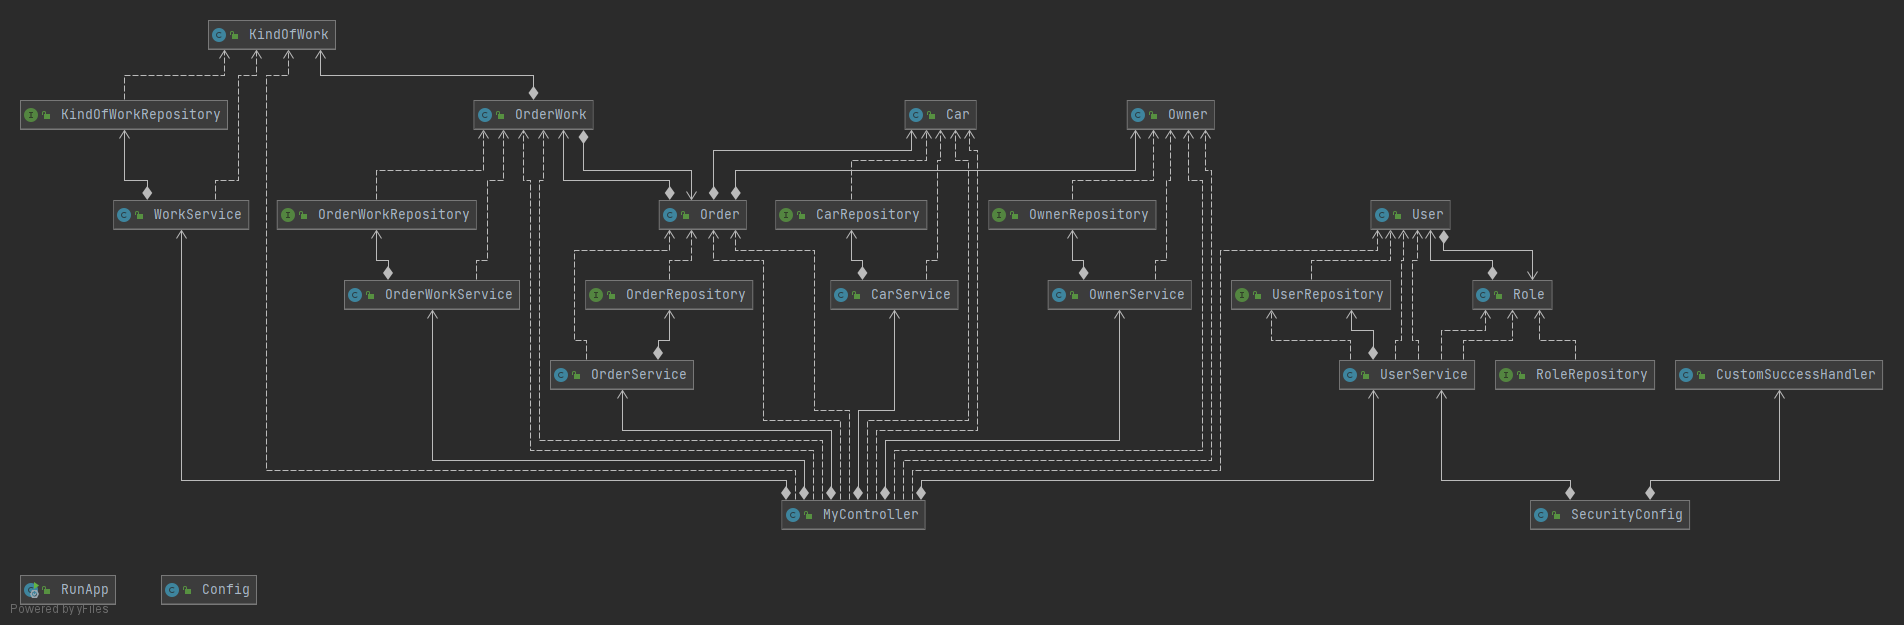 KindOfWork
KindOfWorkRepository
OrderWork
Car
Owner
WorkService
OrderWorkRepository
Order
CarRepository
OwnerRepository
User
OrderWorkService
OrderRepository
CarService
OwnerService
UserRepository
Role
OrderService
UserService
RoleRepository
CustomSuccessHandler
MyController
SecurityConfig
RunApp
Config
Powered by yFiles